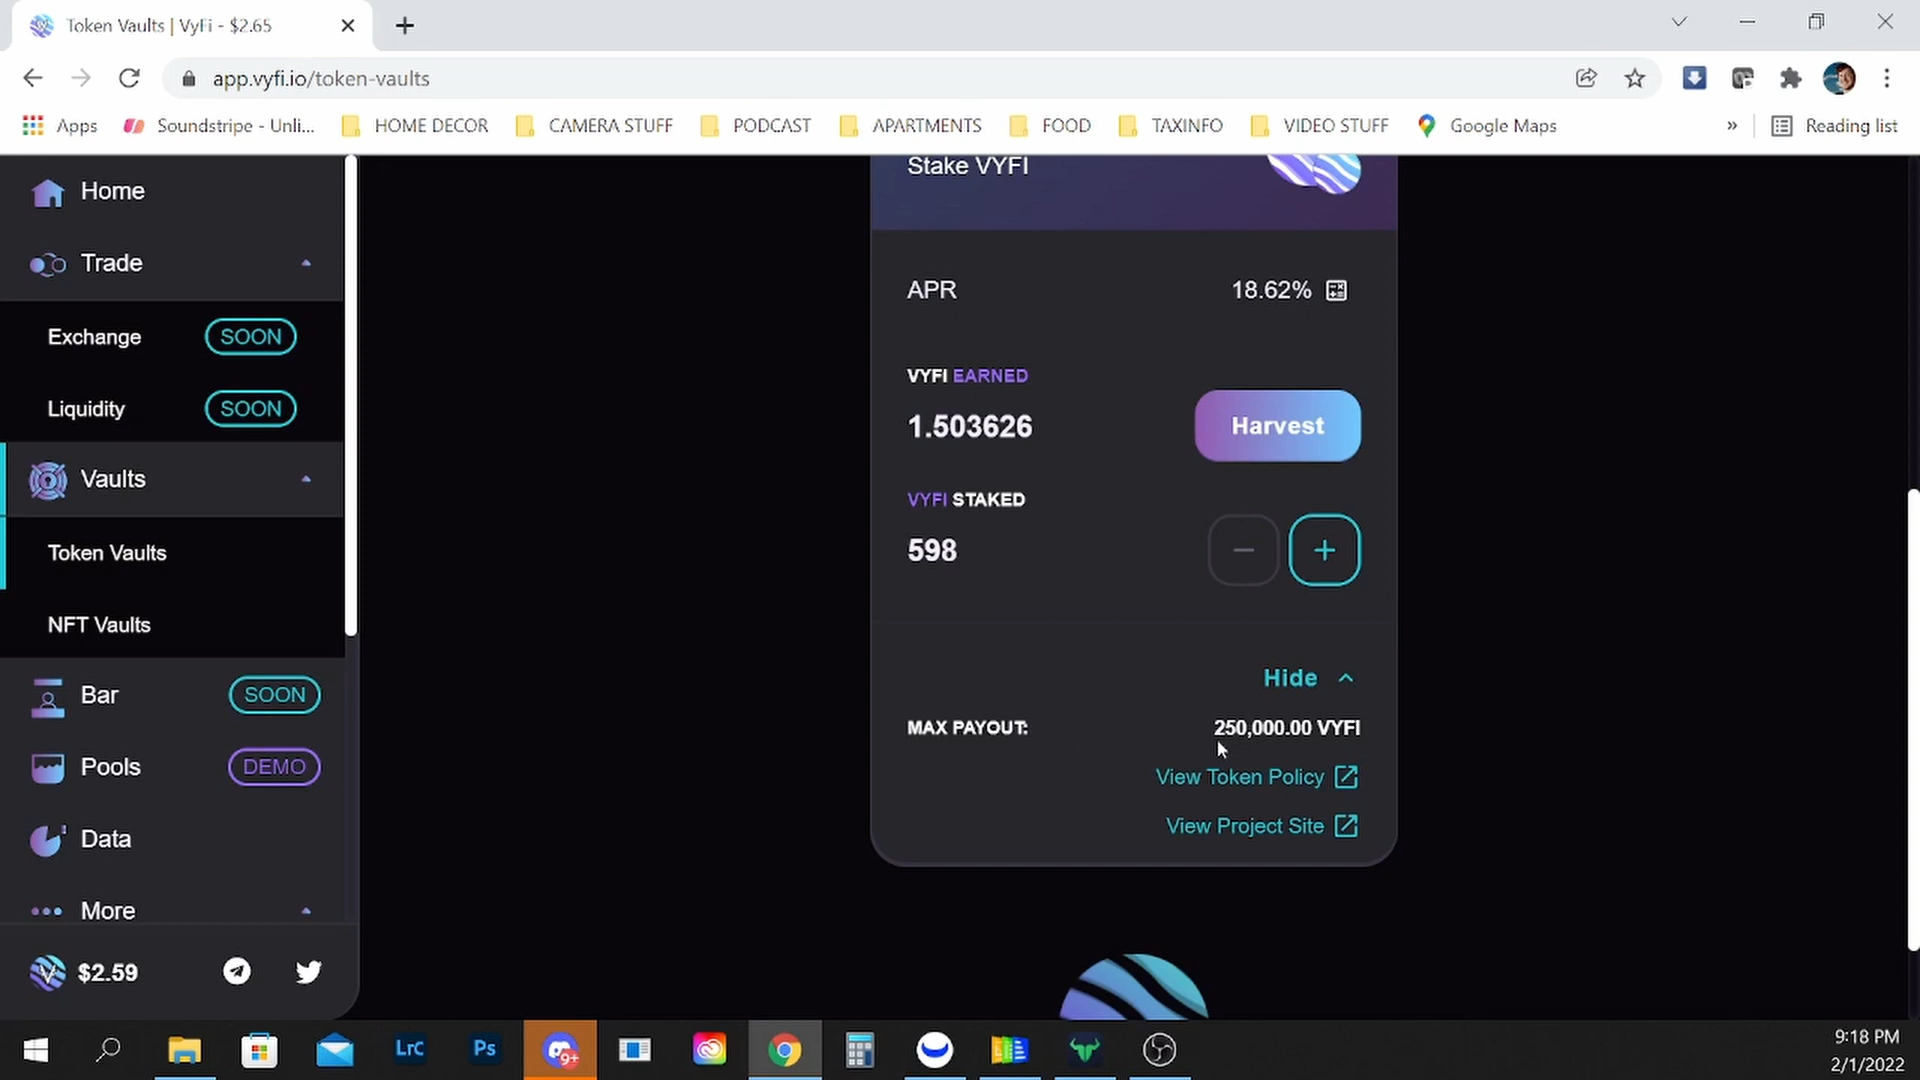 Token Vaults | VyFi - $2.65
app.vyfi.io/token-vaults
Apps
Soundstripe - Unli...
HOME DECOR
CAMERA STUFF
PODCAST
APARTMENTS
FOOD
TAXINFO
VIDEO STUFF
Google Maps
»
Reading list
Home
Trade
Exchange SOON
Liquidity SOON
Vaults
Token Vaults
NFT Vaults
Bar SOON
Pools DEMO
Data
More
$2.59
Stake VYFI
APR 18.62%
VYFI EARNED
1.503626 Harvest
VYFI STAKED
598
Hide
MAX PAYOUT: 250,000.00 VYFI
View Token Policy
View Project Site
LrC
Ps
9+
9:18 PM
2/1/2022